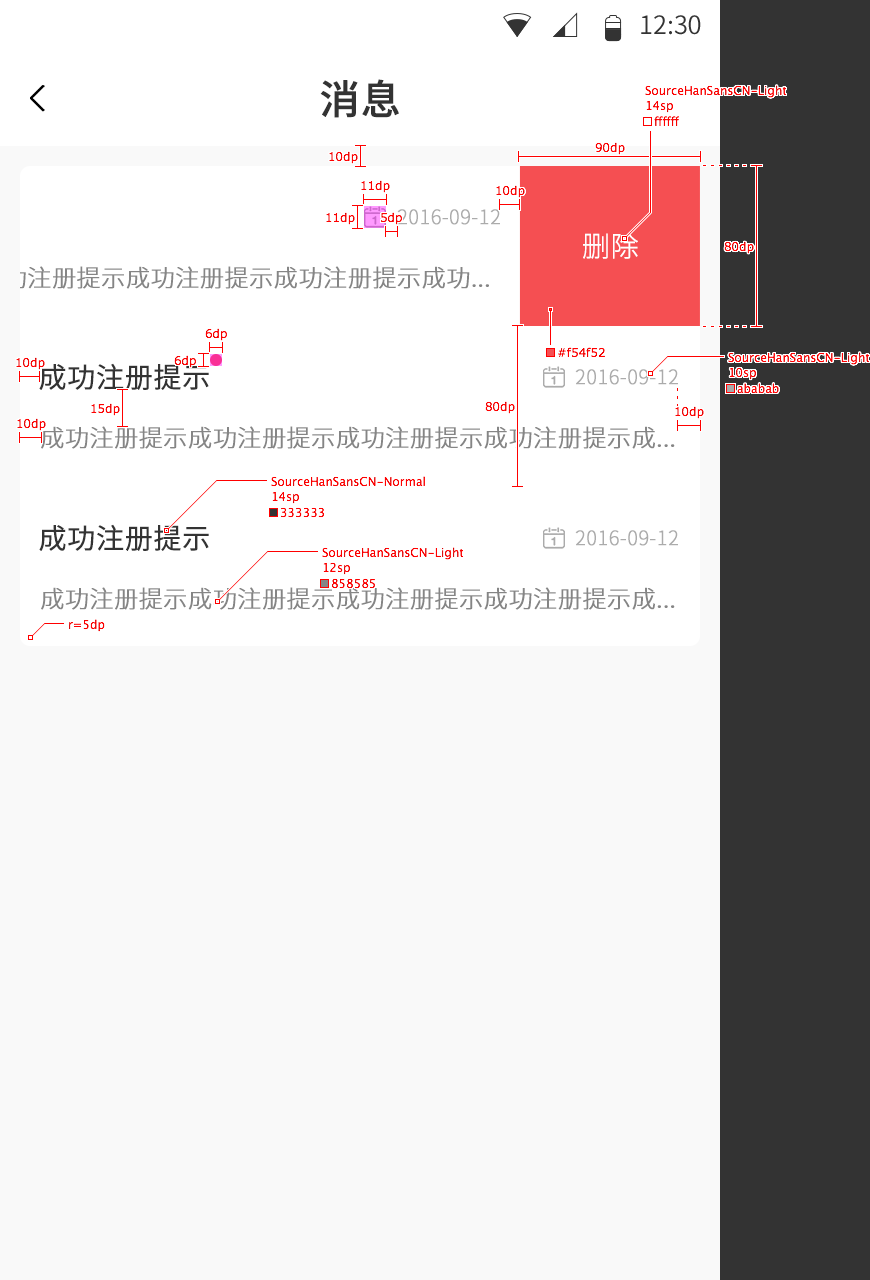 12:30
消息
SourceHanSansCN-Light
14sp
ffffff
10dp
90dp
11dp
10dp
11dp
1
5dp
2016-09-12
删除
80dp
功注册提示成功注册提示成功注册提示成功...
6dp
6dp
#f54f52
SourceHanSansCN-Light
10sp
ababab
10dp
成功注册提示
1
2016-09-12
15dp
80dp
10dp
10dp
成功注册提示成功注册提示成功注册提示成功注册提示成...
SourceHanSansCN-Normal
14sp
333333
成功注册提示
1
2016-09-12
SourceHanSansCN-Light
12sp
858585
成功注册提示成功注册提示成功注册提示成功注册提示成...
r=5dp